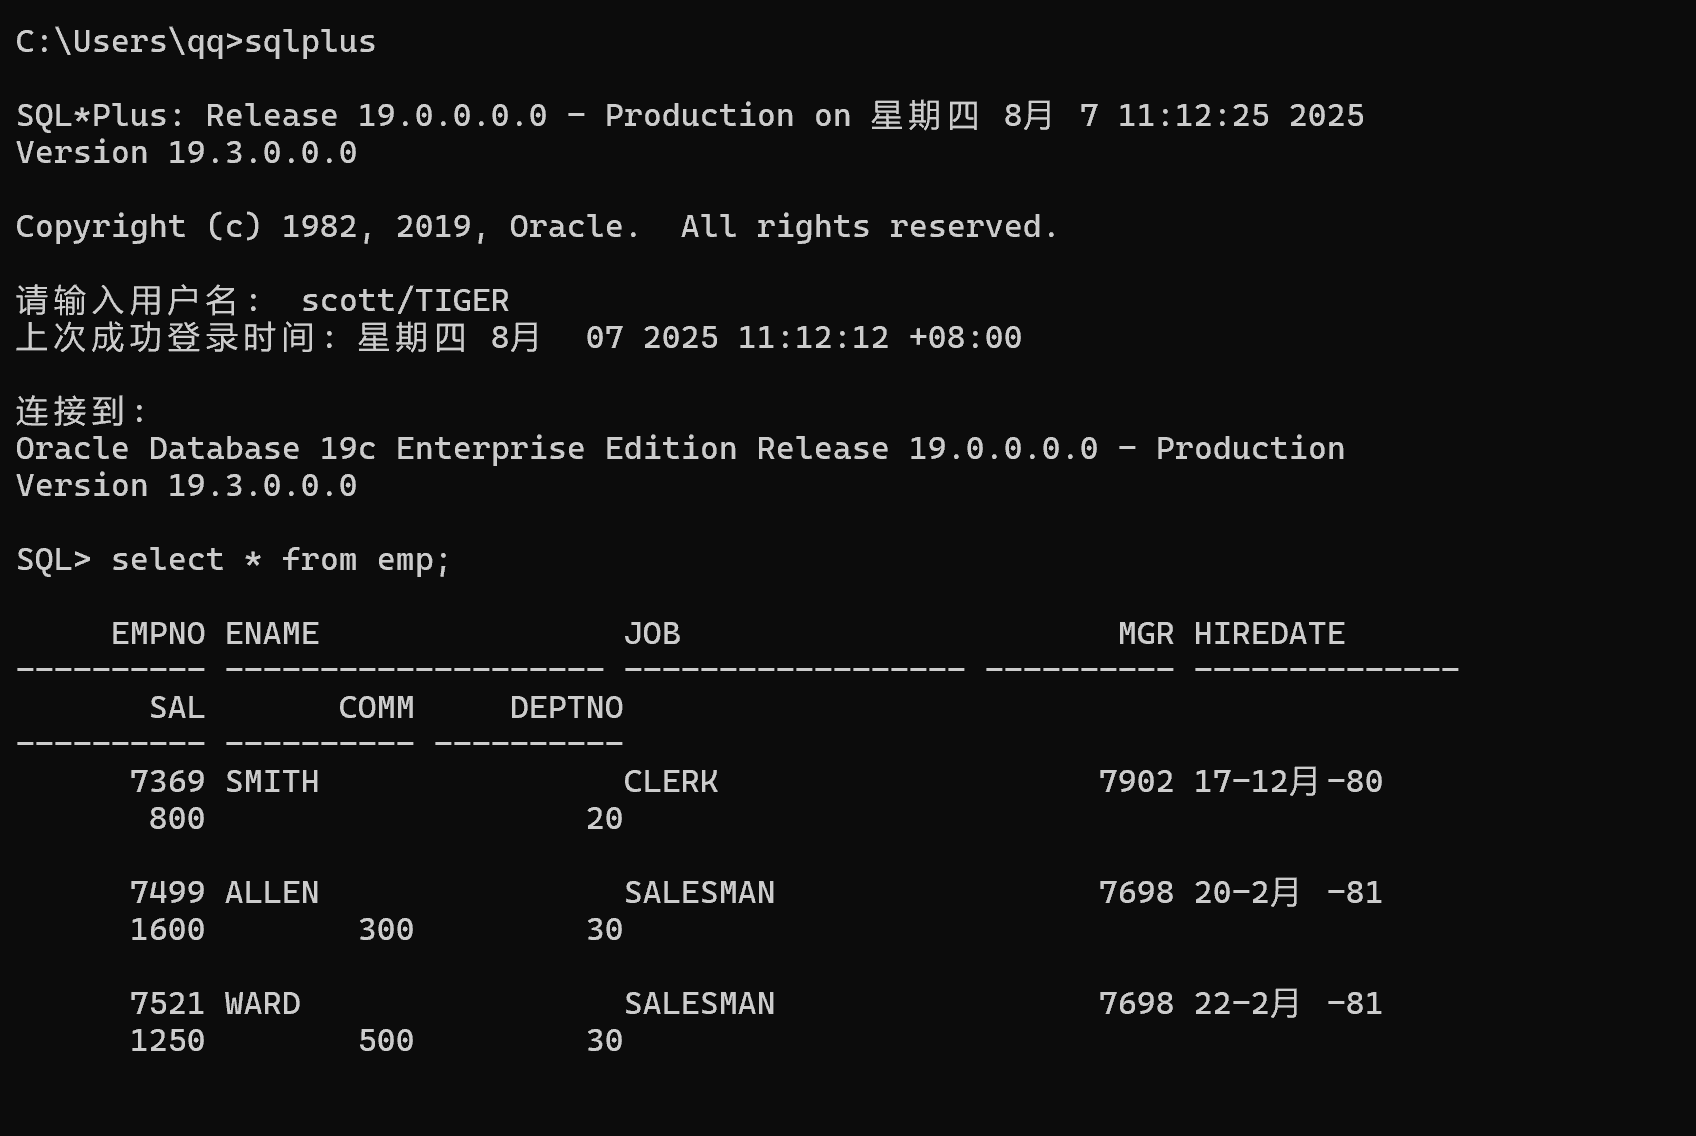 C:\Users\qq>sqlplus
SQL*Plus: Release 19.0.0.0.0 - Production on 星期四 8月 7 11:12:25 2025
Version 19.3.0.0.0
Copyright (c) 1982, 2019, Oracle.  All rights reserved.
请输入用户名:  scott/TIGER
上次成功登录时间: 星期四 8月  07 2025 11:12:12 +08:00
连接到:
Oracle Database 19c Enterprise Edition Release 19.0.0.0.0 - Production
Version 19.3.0.0.0
SQL> select * from emp;
     EMPNO ENAME                JOB                       MGR HIREDATE
---------- -------------------- ------------------ ---------- --------------
       SAL       COMM     DEPTNO
---------- ---------- ----------
      7369 SMITH                CLERK                    7902 17-12月-80
       800                    20
      7499 ALLEN                SALESMAN                 7698 20-2月 -81
      1600        300         30
      7521 WARD                 SALESMAN                 7698 22-2月 -81
      1250        500         30